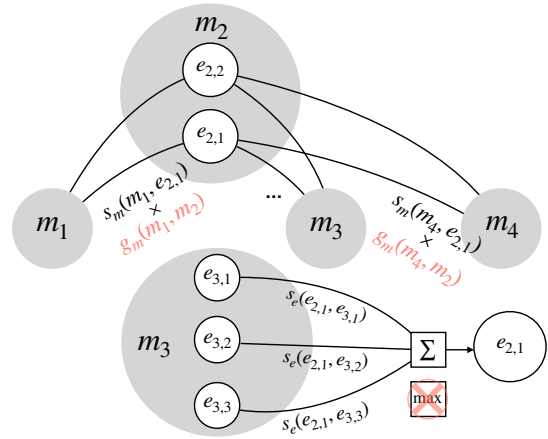 m₂
e₂,₂
e₂,₁
m₁
sₘ(m₁, e₂,₁)
×
gₘ(m₁, m₂)
...
m₃
sₘ(m₄, e₂,₁)
×
gₘ(m₄, m₂)
m₄
m₃
e₃,₁
e₃,₂
e₃,₃
sₑ(e₂,₁, e₃,₁)
sₑ(e₂,₁, e₃,₂)
sₑ(e₂,₁, e₃,₃)
Σ
max
e₂,₁